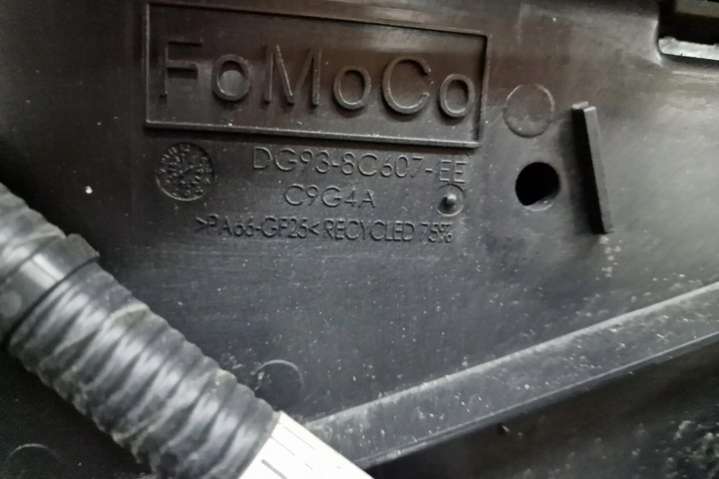 FoMoCo
DG93-8C607-EE
C9G4A
>PA66-GF25< RECYCLED 75%